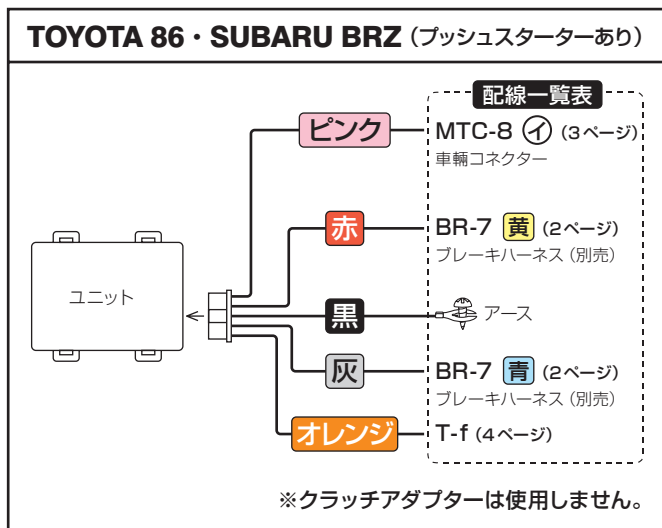 TOYOTA 86・SUBARU BRZ（プッシュスターターあり）
配線一覧表
ピンク
MTC-8 イ（3ページ）
車輌コネクター
赤
BR-7 黄（2ページ）
ブレーキハーネス（別売）
ユニット
黒
アース
灰
BR-7 青（2ページ）
ブレーキハーネス（別売）
オレンジ
T-f（4ページ）
※クラッチアダプターは使用しません。